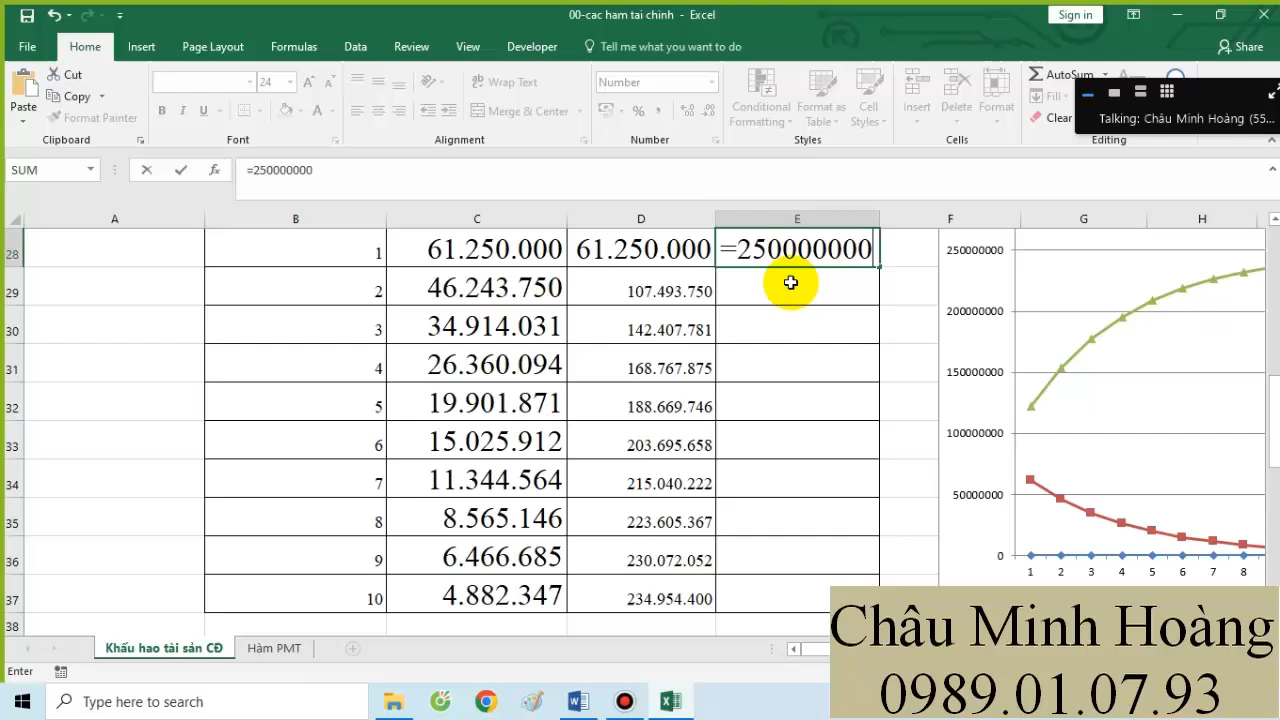 00-cac ham tai chinh - Excel
Sign in
File
Home
Insert
Page Layout
Formulas
Data
Review
View
Developer
Tell me what you want to do
Share
Paste
Cut
Copy
Format Painter
Clipboard
24
Font
Wrap Text
Merge & Center
Alignment
Number
Number
Conditional
Formatting
Format as
Table
Cell
Styles
Styles
Insert
Delete
Format
Cells
AutoSum
Fill
Clear
Editing
Talking: Châu Minh Hoàng (55...
SUM
fx
=250000000
A B C D E F G H
28 1 61.250.000 61.250.000 =250000000
29 2 46.243.750 107.493.750
30 3 34.914.031 142.407.781
31 4 26.360.094 168.767.875
32 5 19.901.871 188.669.746
33 6 15.025.912 203.695.658
34 7 11.344.564 215.040.222
35 8 8.565.146 223.605.367
36 9 6.466.685 230.072.052
37 10 4.882.347 234.954.400
38
250000000
200000000
150000000
100000000
50000000
0
1 2 3 4 5 6 7 8
Châu Minh Hoàng
0989.01.07.93
Khấu hao tài sản CĐ
Hàm PMT
Enter
Type here to search